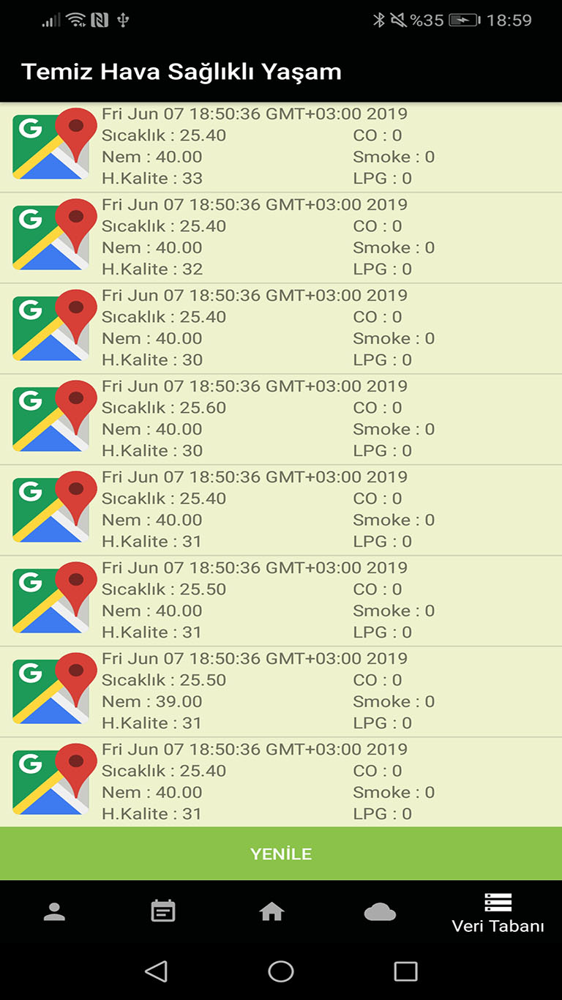 %35 18:59
Temiz Hava Sağlıklı Yaşam
G Fri Jun 07 18:50:36 GMT+03:00 2019
Sıcaklık : 25.40 CO : 0
Nem : 40.00 Smoke : 0
H.Kalite : 33 LPG : 0
G Fri Jun 07 18:50:36 GMT+03:00 2019
Sıcaklık : 25.40 CO : 0
Nem : 40.00 Smoke : 0
H.Kalite : 32 LPG : 0
G Fri Jun 07 18:50:36 GMT+03:00 2019
Sıcaklık : 25.40 CO : 0
Nem : 40.00 Smoke : 0
H.Kalite : 30 LPG : 0
G Fri Jun 07 18:50:36 GMT+03:00 2019
Sıcaklık : 25.60 CO : 0
Nem : 40.00 Smoke : 0
H.Kalite : 30 LPG : 0
G Fri Jun 07 18:50:36 GMT+03:00 2019
Sıcaklık : 25.40 CO : 0
Nem : 40.00 Smoke : 0
H.Kalite : 31 LPG : 0
G Fri Jun 07 18:50:36 GMT+03:00 2019
Sıcaklık : 25.50 CO : 0
Nem : 40.00 Smoke : 0
H.Kalite : 31 LPG : 0
G Fri Jun 07 18:50:36 GMT+03:00 2019
Sıcaklık : 25.50 CO : 0
Nem : 39.00 Smoke : 0
H.Kalite : 31 LPG : 0
G Fri Jun 07 18:50:36 GMT+03:00 2019
Sıcaklık : 25.40 CO : 0
Nem : 40.00 Smoke : 0
H.Kalite : 31 LPG : 0
YENİLE
Veri Tabanı